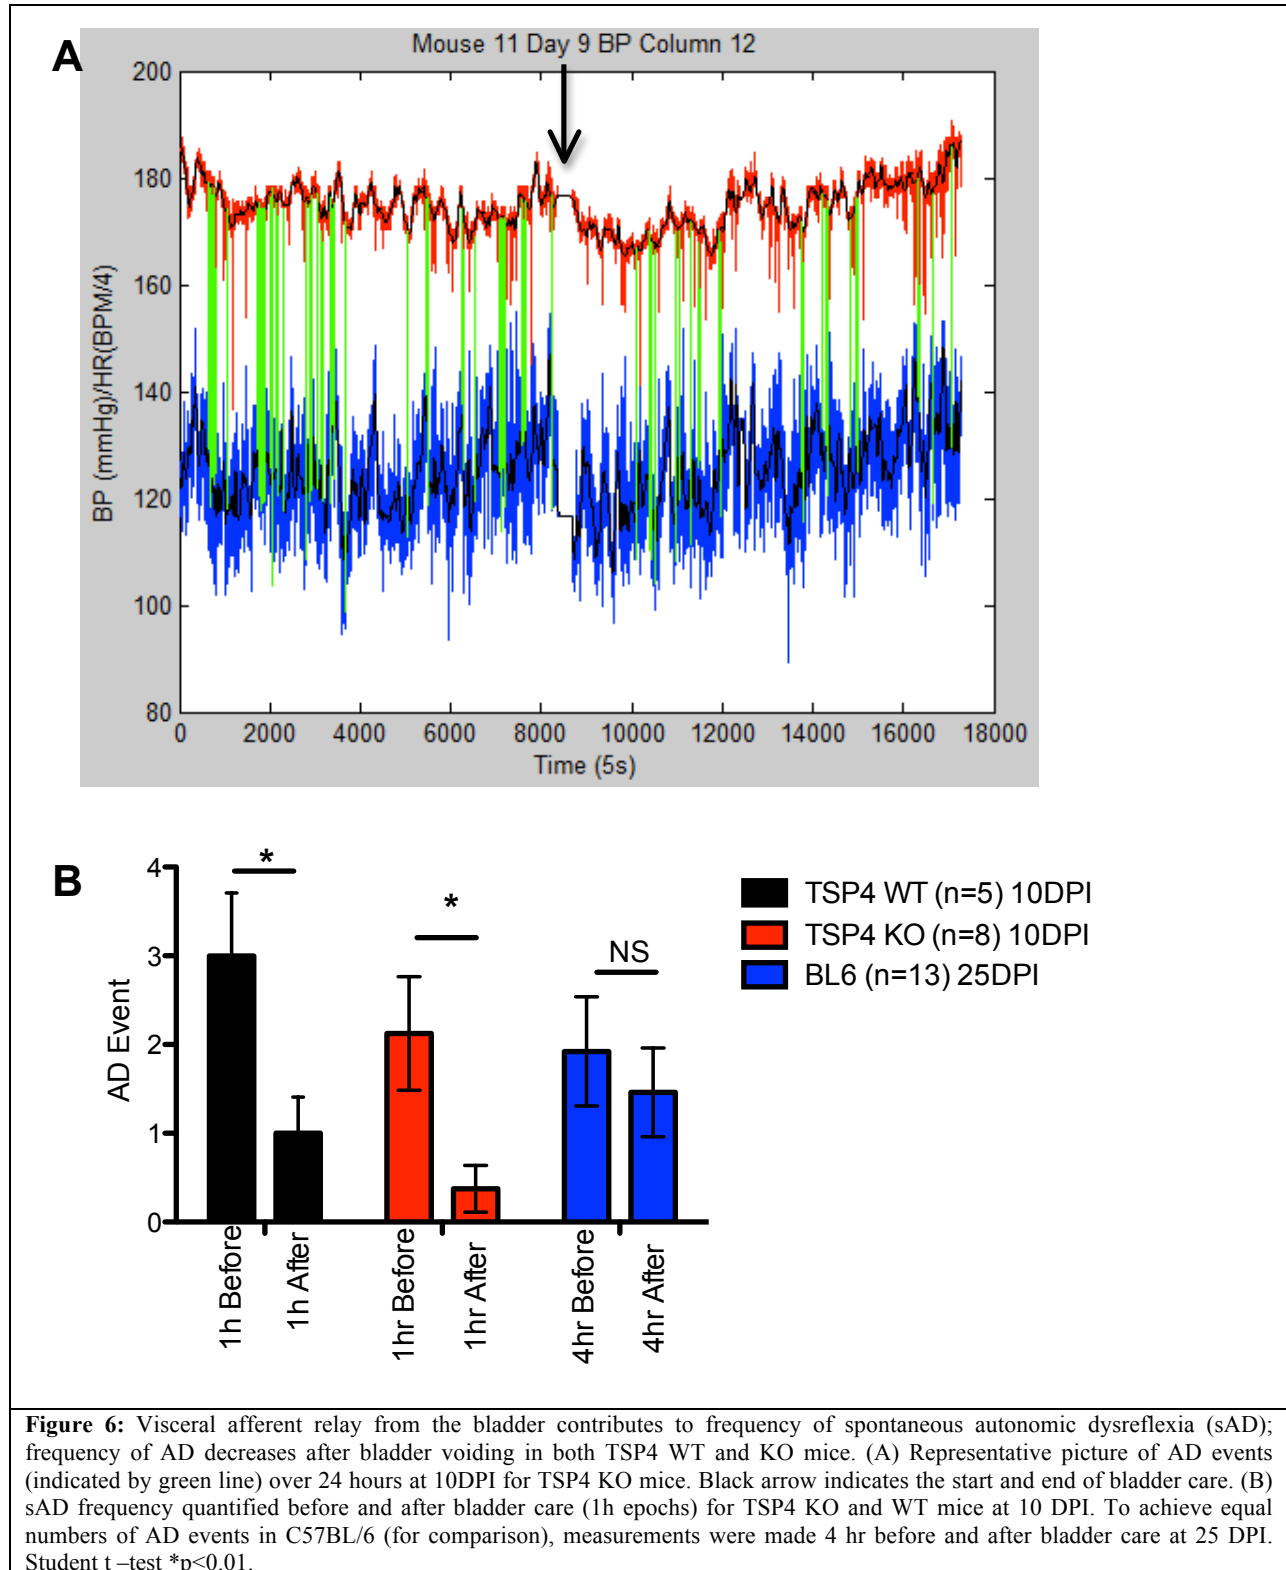 A
Mouse 11 Day 9 BP Column 12
BP (mmHg)/HR(BPM/4)
200
180
160
140
120
100
80
0 2000 4000 6000 8000 10000 12000 14000 16000 18000
Time (5s)
B
AD Event
4
3
2
1
0
*
*
NS
1h Before
1h After
1hr Before
1hr After
4hr Before
4hr After
TSP4 WT (n=5) 10DPI
TSP4 KO (n=8) 10DPI
BL6 (n=13) 25DPI
Figure 6: Visceral afferent relay from the bladder contributes to frequency of spontaneous autonomic dysreflexia (sAD);
frequency of AD decreases after bladder voiding in both TSP4 WT and KO mice. (A) Representative picture of AD events
(indicated by green line) over 24 hours at 10DPI for TSP4 KO mice. Black arrow indicates the start and end of bladder care. (B)
sAD frequency quantified before and after bladder care (1h epochs) for TSP4 KO and WT mice at 10 DPI. To achieve equal
numbers of AD events in C57BL/6 (for comparison), measurements were made 4 hr before and after bladder care at 25 DPI.
Student t –test *p<0.01.